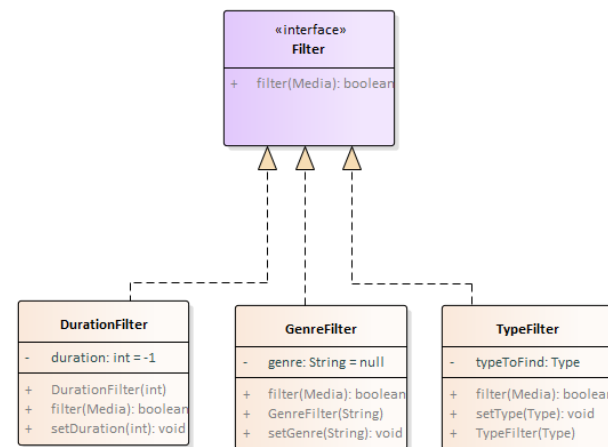 «interface»
Filter
+ filter(Media): boolean
DurationFilter
- duration: int = -1
+ DurationFilter(int)
+ filter(Media): boolean
+ setDuration(int): void
GenreFilter
- genre: String = null
+ filter(Media): boolean
+ GenreFilter(String)
+ setGenre(String): void
TypeFilter
- typeToFind: Type
+ filter(Media): boolean
+ setType(Type): void
+ TypeFilter(Type)